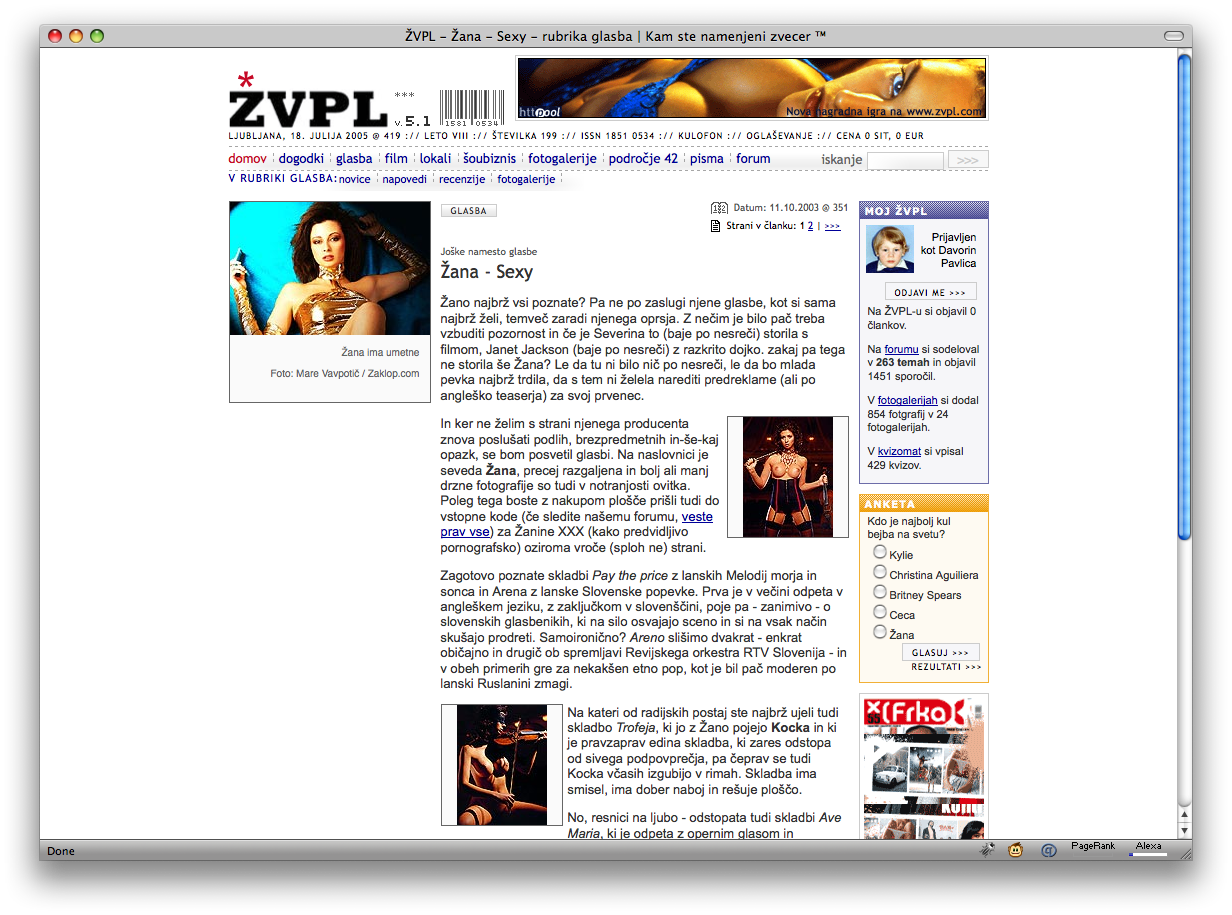 ŽVPL – Žana – Sexy – rubrika glasba | Kam ste namenjeni zvecer ™
*
ŽVPL
***
v.5.1
1581 0534
httpool
Nova nagradna igra na www.zvpl.com
LJUBLJANA, 18. JULIJA 2005 @ 419 :// LETO VIII :// ŠTEVILKA 199 :// ISSN 1851 0534 :// KULOFON :// OGLAŠEVANJE :// CENA 0 SIT, 0 EUR
domov ¦ dogodki ¦ glasba ¦ film ¦ lokali ¦ šoubiznis ¦ fotogalerije ¦ področje 42 ¦ pisma ¦ forum
iskanje
>>>
V RUBRIKI GLASBA: novice ¦ napovedi ¦ recenzije ¦ fotogalerije ¦
Žana ima umetne
Foto: Mare Vavpotič / Zaklop.com
GLASBA
Datum: 11.10.2003 @ 351
Strani v članku: 1 2 | >>>
Joške namesto glasbe
Žana - Sexy
Žano najbrž vsi poznate? Pa ne po zaslugi njene glasbe, kot si sama
najbrž želi, temveč zaradi njenega oprsja. Z nečim je bilo pač treba
vzbuditi pozornost in če je Severina to (baje po nesreči) storila s
filmom, Janet Jackson (baje po nesreči) z razkrito dojko. zakaj pa tega
ne storila še Žana? Le da tu ni bilo nič po nesreči, le da bo mlada
pevka najbrž trdila, da s tem ni želela narediti predreklame (ali po
angleško teaserja) za svoj prvenec.
In ker ne želim s strani njenega producenta
znova poslušati podlih, brezpredmetnih in-še-kaj
opazk, se bom posvetil glasbi. Na naslovnici je
seveda Žana, precej razgaljena in bolj ali manj
drzne fotografije so tudi v notranjosti ovitka.
Poleg tega boste z nakupom plošče prišli tudi do
vstopne kode (če sledite našemu forumu, veste
prav vse) za Žanine XXX (kako predvidljivo
pornografsko) oziroma vroče (sploh ne) strani.
Zagotovo poznate skladbi Pay the price z lanskih Melodij morja in
sonca in Arena z lanske Slovenske popevke. Prva je v večini odpeta v
angleškem jeziku, z zaključkom v slovenščini, poje pa - zanimivo - o
slovenskih glasbenikih, ki na silo osvajajo sceno in si na vsak način
skušajo prodreti. Samoironično? Areno slišimo dvakrat - enkrat
običajno in drugič ob spremljavi Revijskega orkestra RTV Slovenija - in
v obeh primerih gre za nekakšen etno pop, kot je bil pač moderen po
lanski Ruslanini zmagi.
Na kateri od radijskih postaj ste najbrž ujeli tudi
skladbo Trofeja, ki jo z Žano pojejo Kocka in ki
je pravzaprav edina skladba, ki zares odstopa
od sivega podpovprečja, pa čeprav se tudi
Kocka včasih izgubijo v rimah. Skladba ima
smisel, ima dober naboj in rešuje ploščo.
No, resnici na ljubo - odstopata tudi skladbi Ave
Maria, ki je odpeta z opernim glasom in
MOJ ŽVPL
Prijavljen
kot Davorin
Pavlica
ODJAVI ME >>>
Na ŽVPL-u si objavil 0
člankov.
Na forumu si sodeloval
v 263 temah in objavil
1451 sporočil.
V fotogalerijah si dodal
854 fotgrafij v 24
fotogalerijah.
V kvizomat si vpisal
429 kvizov.
ANKETA
Kdo je najbolj kul
bejba na svetu?
Kylie
Christina Aguiliera
Britney Spears
Ceca
Žana
GLASUJ >>>
REZULTATI >>>
55
(Frka)
Done
PageRank
Alexa